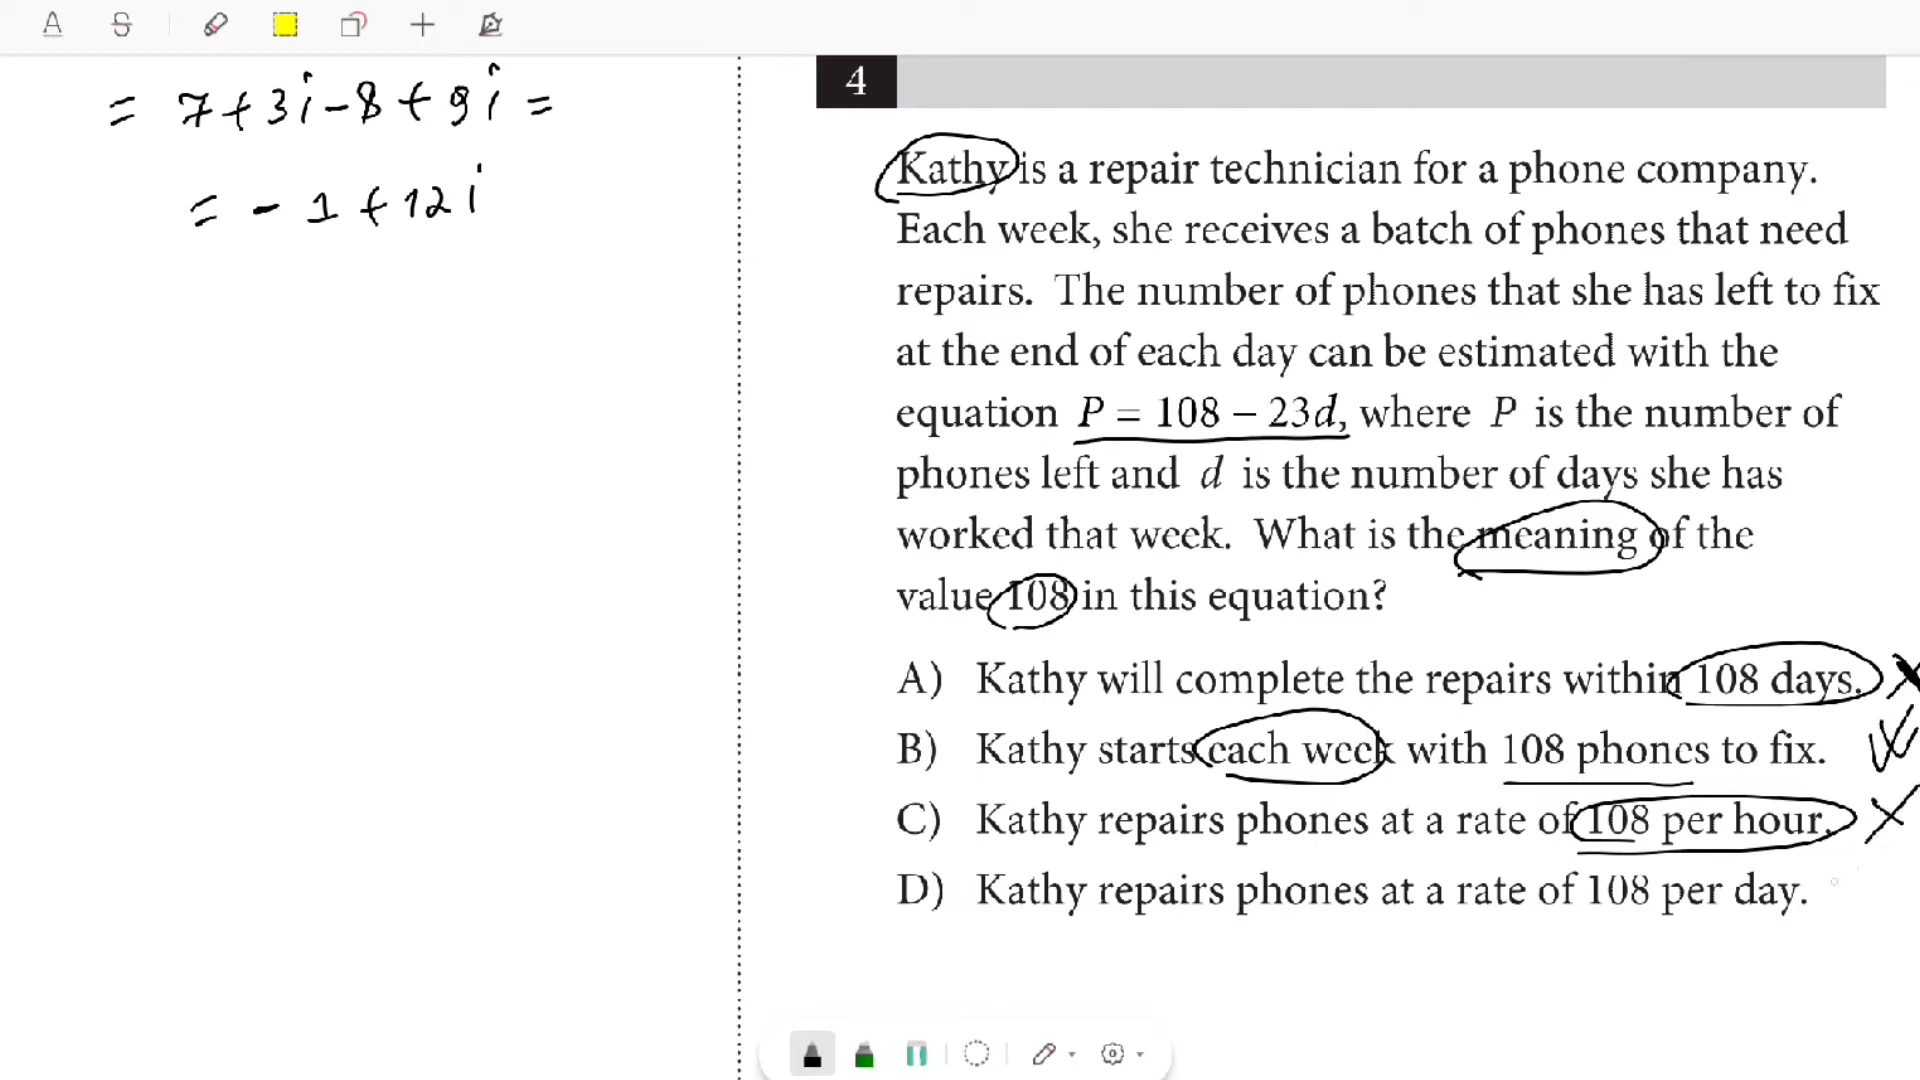 = 7+3i-8+9i =
= -1+12i
4
Kathy is a repair technician for a phone company.
Each week, she receives a batch of phones that need
repairs. The number of phones that she has left to fix
at the end of each day can be estimated with the
equation P = 108 – 23d, where P is the number of
phones left and d is the number of days she has
worked that week. What is the meaning of the
value 108 in this equation?
A) Kathy will complete the repairs within 108 days.
B) Kathy starts each week with 108 phones to fix.
C) Kathy repairs phones at a rate of 108 per hour.
D) Kathy repairs phones at a rate of 108 per day.